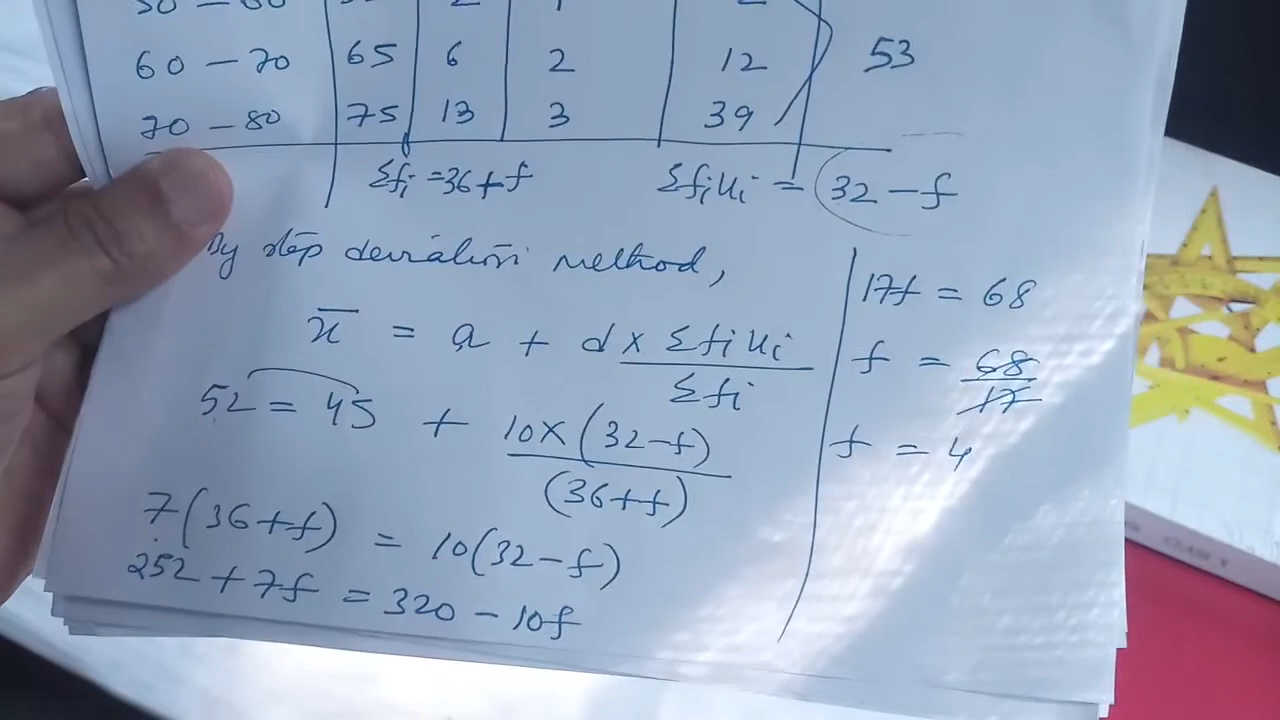 60 – 70 65 6 2 12 53
70 – 80 75 13 3 39
Σfi = 36 + f Σfiui = 32 – f
By step deviation method,
x̄ = a + d × Σfiui / Σfi
52 = 45 + 10 × (32 – f) / (36 + f)
7(36 + f) = 10(32 – f)
252 + 7f = 320 – 10f
17f = 68
f = 68 / 17
f = 4